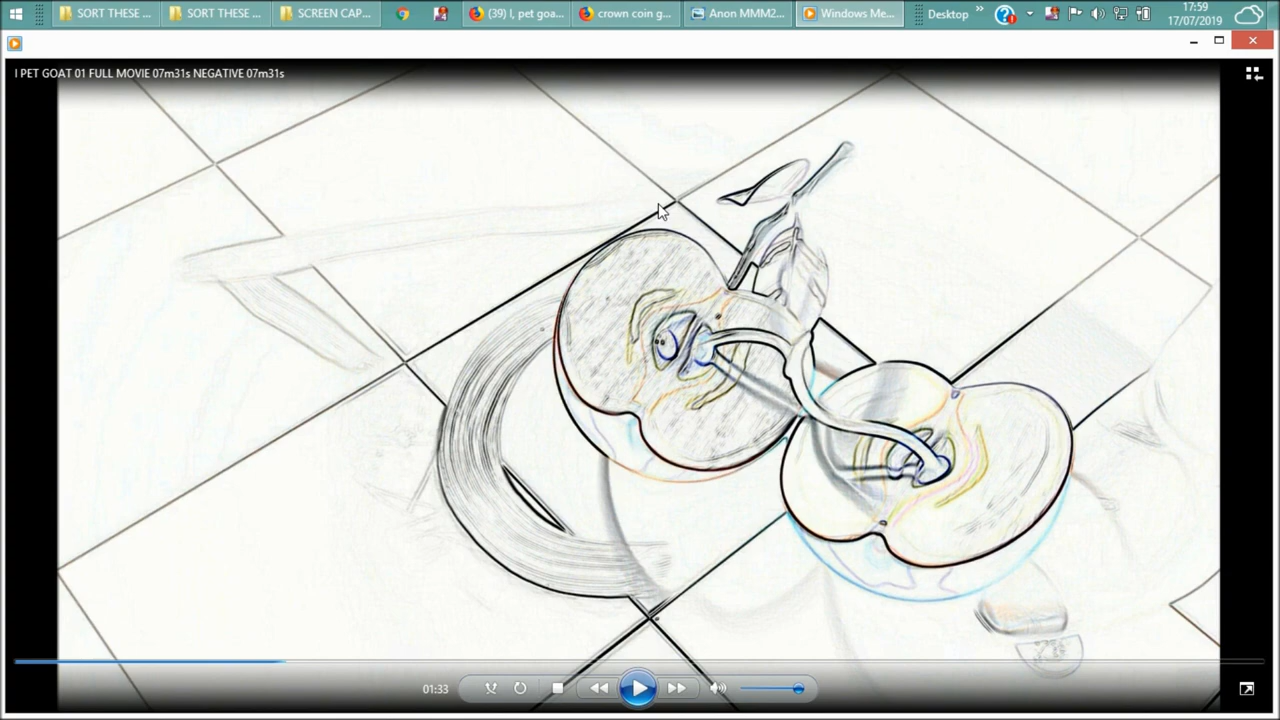 SORT THESE ...
SORT THESE ...
SCREEN CAP...
(39) I, pet goa...
crown coin g...
Anon MMM2...
Windows Me...
Desktop
»
17:59
17/07/2019
I PET GOAT 01 FULL MOVIE 07m31s NEGATIVE 07m31s
01:33